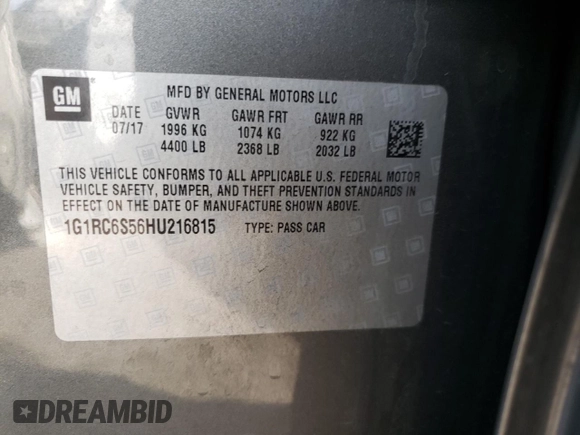 GM
MFD BY GENERAL MOTORS LLC
DATE GVWR GAWR FRT GAWR RR
07/17 1996 KG 1074 KG 922 KG
4400 LB 2368 LB 2032 LB
THIS VEHICLE CONFORMS TO ALL APPLICABLE U.S. FEDERAL MOTOR
VEHICLE SAFETY, BUMPER, AND THEFT PREVENTION STANDARDS IN
EFFECT ON THE DATE OF MANUFACTURE SHOWN ABOVE.
1G1RC6S56HU216815 TYPE: PASS CAR
DREAMBID